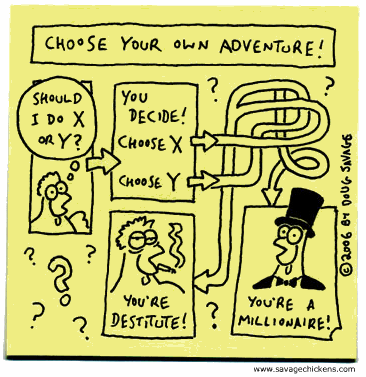 CHOOSE YOUR OWN ADVENTURE!
SHOULD
I DO X
OR Y?
YOU
DECIDE!
CHOOSE X
CHOOSE Y
? ?
YOU'RE
DESTITUTE!
YOU'RE A
MILLIONAIRE!
? ?
?
? ?
?
©2006 BY DOUG SAVAGE
www.savagechickens.com